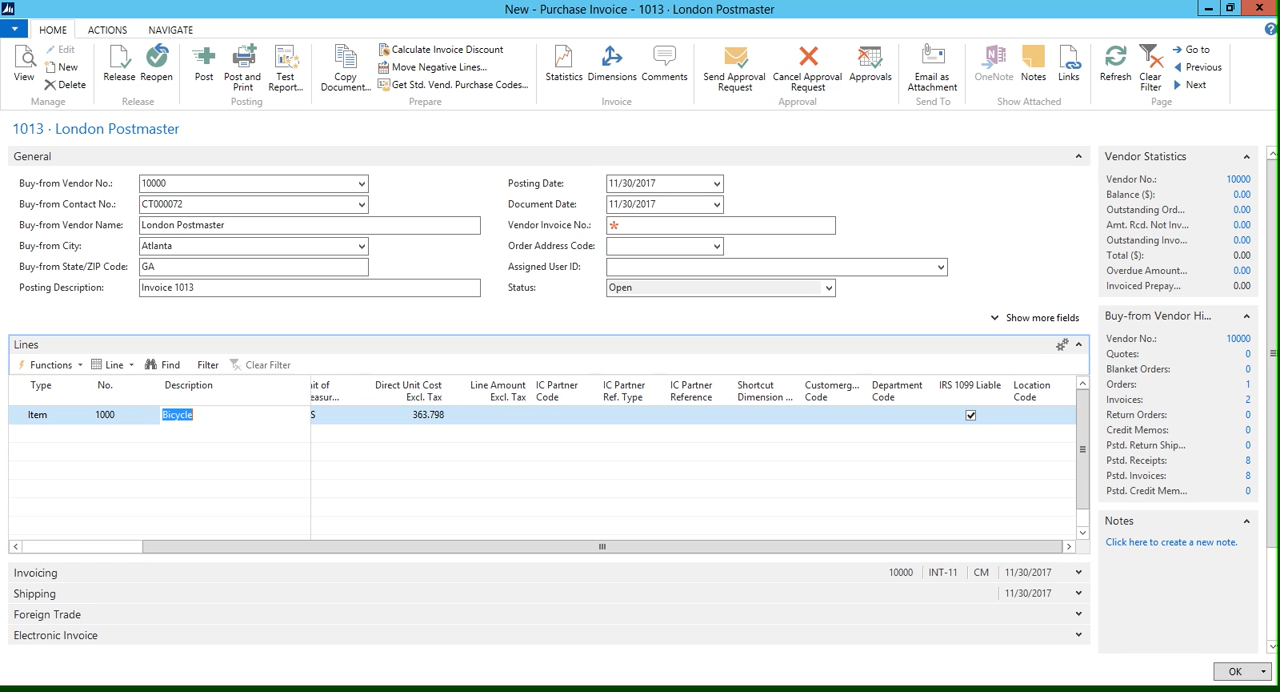 New - Purchase Invoice - 1013 · London Postmaster
HOME ACTIONS NAVIGATE
View Edit New Delete
Release Reopen
Post Post and Print Test Report...
Copy Document... Calculate Invoice Discount Move Negative Lines... Get Std. Vend. Purchase Codes...
Statistics Dimensions Comments
Send Approval Request Cancel Approval Request Approvals
Email as Attachment
OneNote Notes Links
Refresh Clear Filter Go to Previous Next
Manage Release Posting Prepare Invoice Approval Send To Show Attached Page
1013 · London Postmaster
General
Buy-from Vendor No.: 10000
Buy-from Contact No.: CT000072
Buy-from Vendor Name: London Postmaster
Buy-from City: Atlanta
Buy-from State/ZIP Code: GA
Posting Description: Invoice 1013
Posting Date: 11/30/2017
Document Date: 11/30/2017
Vendor Invoice No.: *
Order Address Code:
Assigned User ID:
Status: Open
Show more fields
Lines
Functions Line Find Filter Clear Filter
Type No. Description it of easur... Direct Unit Cost Excl. Tax Line Amount Excl. Tax IC Partner Code IC Partner Ref. Type IC Partner Reference Shortcut Dimension ... Customerg... Code Department Code IRS 1099 Liable Location Code
Item 1000 Bicycle S 363.798
Invoicing 10000 INT-11 CM 11/30/2017
Shipping 11/30/2017
Foreign Trade
Electronic Invoice
Vendor Statistics
Vendor No.: 10000
Balance ($): 0.00
Outstanding Ord... 0.00
Amt. Rcd. Not Inv... 0.00
Outstanding Invo... 0.00
Total ($): 0.00
Overdue Amount... 0.00
Invoiced Prepay... 0.00
Buy-from Vendor Hi...
Vendor No.: 10000
Quotes: 0
Blanket Orders: 0
Orders: 1
Invoices: 2
Return Orders: 0
Credit Memos: 0
Pstd. Return Ship... 0
Pstd. Receipts: 8
Pstd. Invoices: 8
Pstd. Credit Mem... 0
Notes
Click here to create a new note.
OK